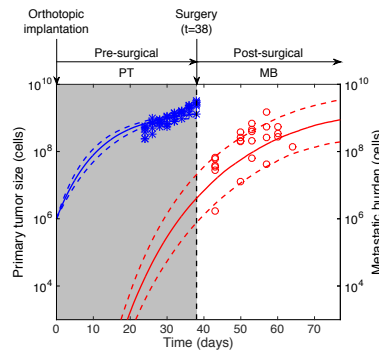 Orthotopic
implantation
Surgery
(t=38)
Pre-surgical
Post-surgical
PT
MB
Primary tumor size (cells)
10^10
10^8
10^6
10^4
10^10
10^8
10^6
10^4
Metastatic burden (cells)
0 10 20 30 40 50 60 70
Time (days)